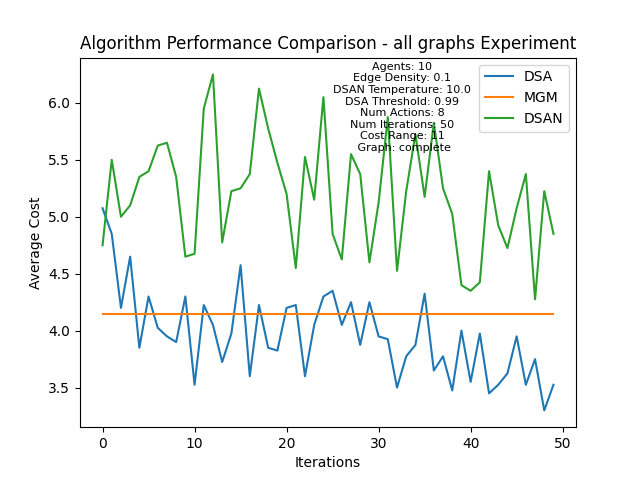 Algorithm Performance Comparison - all graphs Experiment
Agents: 10
Edge Density: 0.1
DSAN Temperature: 10.0
DSA Threshold: 0.99
Num Actions: 8
Num Iterations: 50
Cost Range: 11
Graph: complete
DSA
MGM
DSAN
Average Cost
6.0
5.5
5.0
4.5
4.0
3.5
0 10 20 30 40 50
Iterations